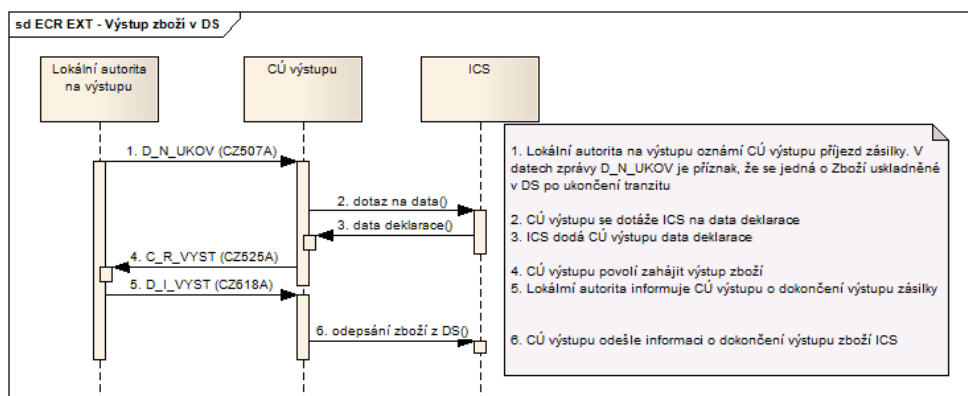 sd ECR EXT - Výstup zboží v DS
Lokální autorita
na výstupu
CÚ výstupu
ICS
1. D_N_UKOV (CZ507A)
2. dotaz na data()
3. data deklarace()
4. C_R_VYST (CZ525A)
5. D_I_VYST (CZ618A)
6. odepsání zboží z DS()
1. Lokální autorita na výstupu oznámí CÚ výstupu příjezd zásilky. V
datech zprávy D_N_UKOV je příznak, že se jedná o Zboží uskladněné
v DS po ukončení tranzitu
2. CÚ výstupu se dotáže ICS na data deklarace
3. ICS dodá CÚ výstupu data deklarace
4. CÚ výstupu povolí zahájit výstup zboží
5. Lokálmí autorita informuje CÚ výstupu o dokončení výstupu zásilky
6. CÚ výstupu odešle informaci o dokončení výstupu zboží ICS